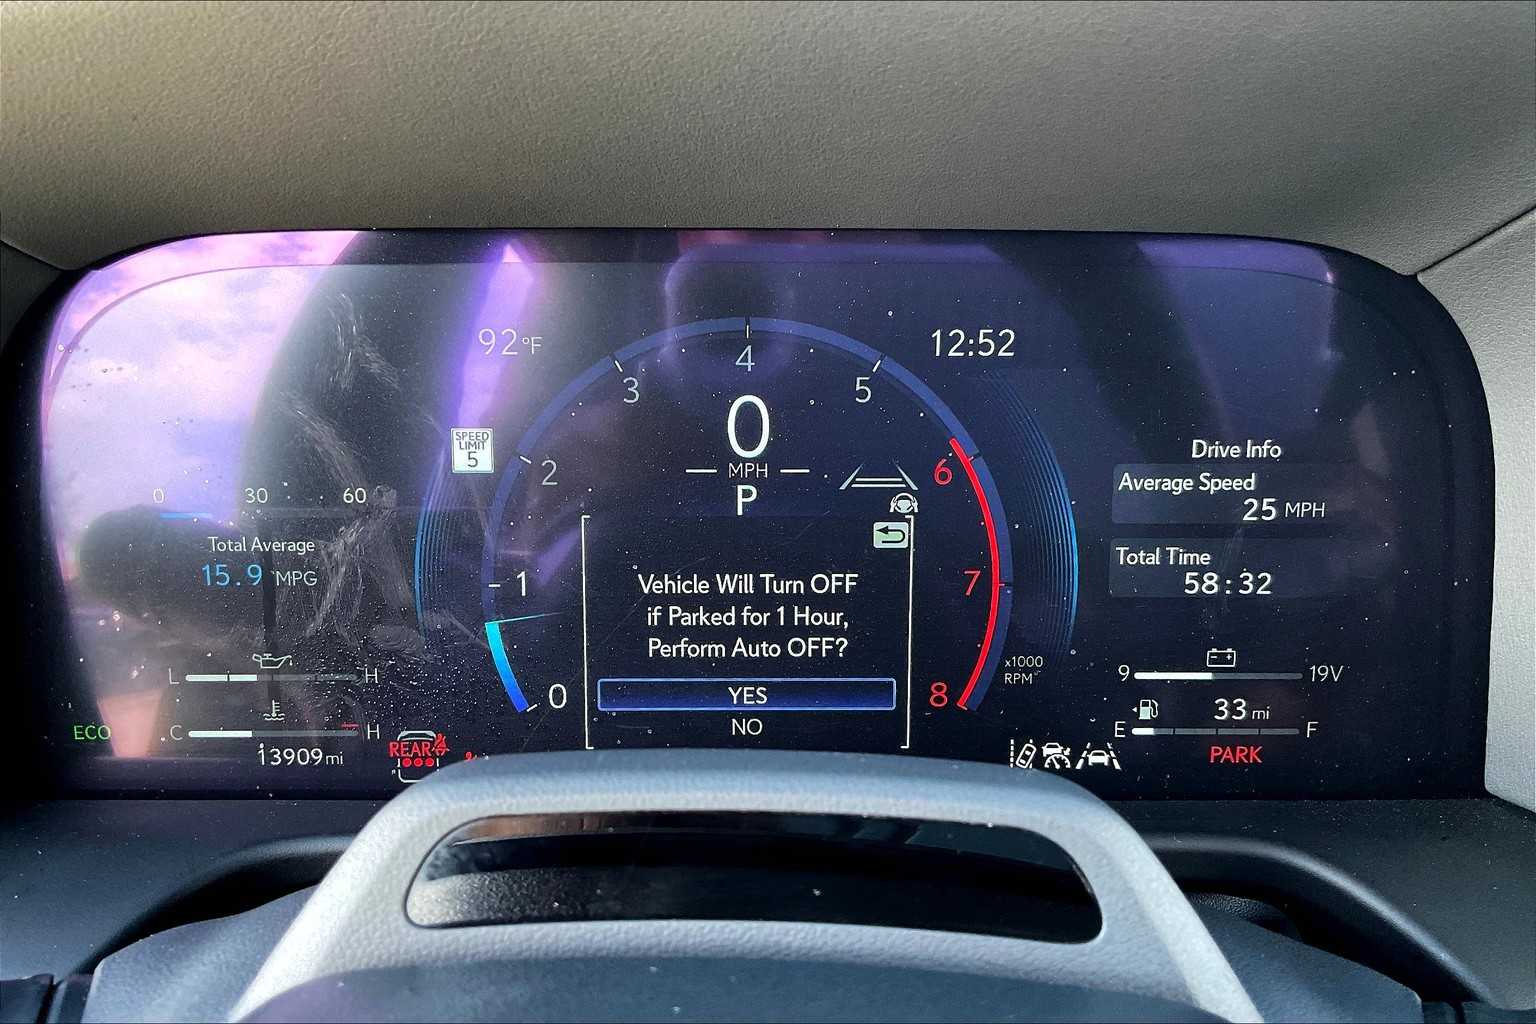 92°F
12:52
SPEED
LIMIT
5
0
MPH
P
0 1 2 3 4 5 6 7 8
x1000
RPM
0 30 60
Total Average
15.9 MPG
L H
C H
ECO
13909 mi
REAR
Vehicle Will Turn OFF
if Parked for 1 Hour,
Perform Auto OFF?
YES
NO
Drive Info
Average Speed
25 MPH
Total Time
58:32
9 19V
33 mi
E F
PARK